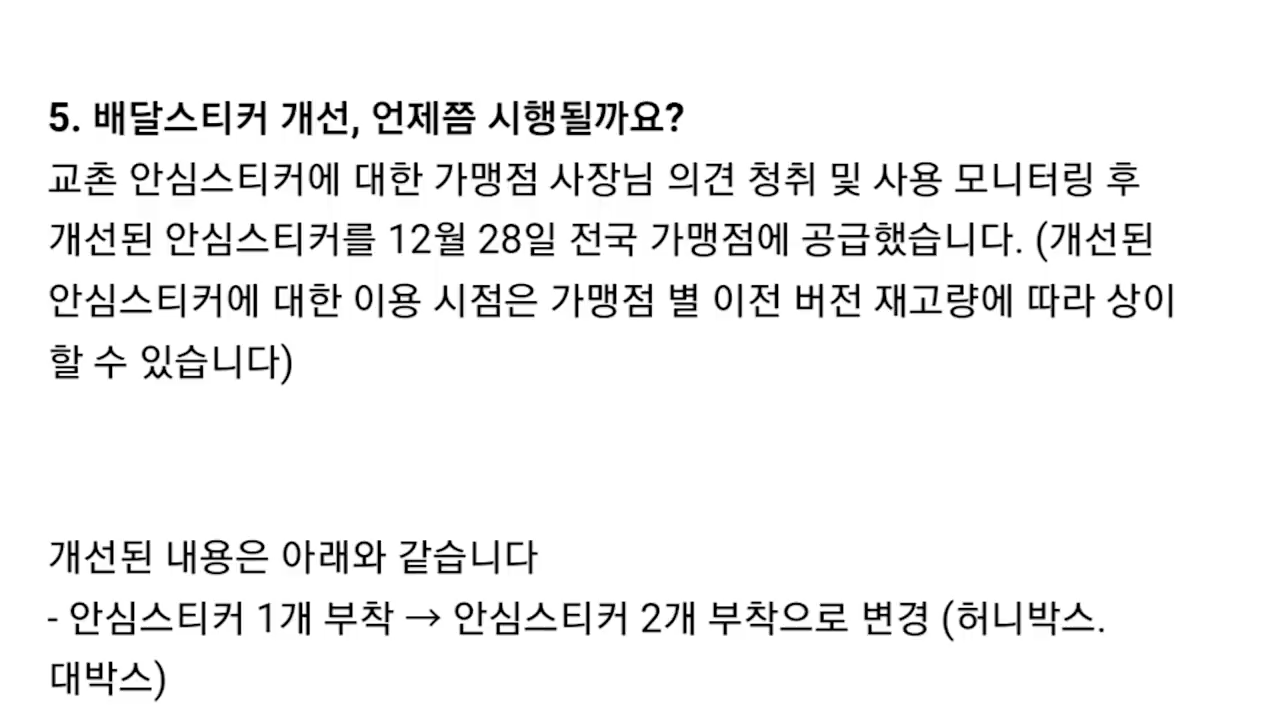 5. 배달스티커 개선, 언제쯤 시행될까요?
교촌 안심스티커에 대한 가맹점 사장님 의견 청취 및 사용 모니터링 후
개선된 안심스티커를 12월 28일 전국 가맹점에 공급했습니다. (개선된
안심스티커에 대한 이용 시점은 가맹점 별 이전 버전 재고량에 따라 상이
할 수 있습니다)
개선된 내용은 아래와 같습니다
- 안심스티커 1개 부착 → 안심스티커 2개 부착으로 변경 (허니박스.
대박스)